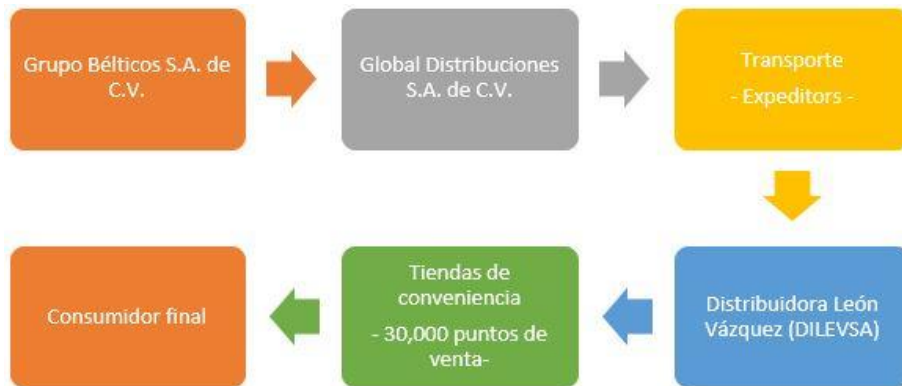 Grupo Bélticos S.A. de
C.V.
Global Distribuciones
S.A. de C.V.
Transporte
- Expeditors -
Distribuidora León
Vázquez (DILEVSA)
Tiendas de
conveniencia
- 30,000 puntos de
venta-
Consumidor final